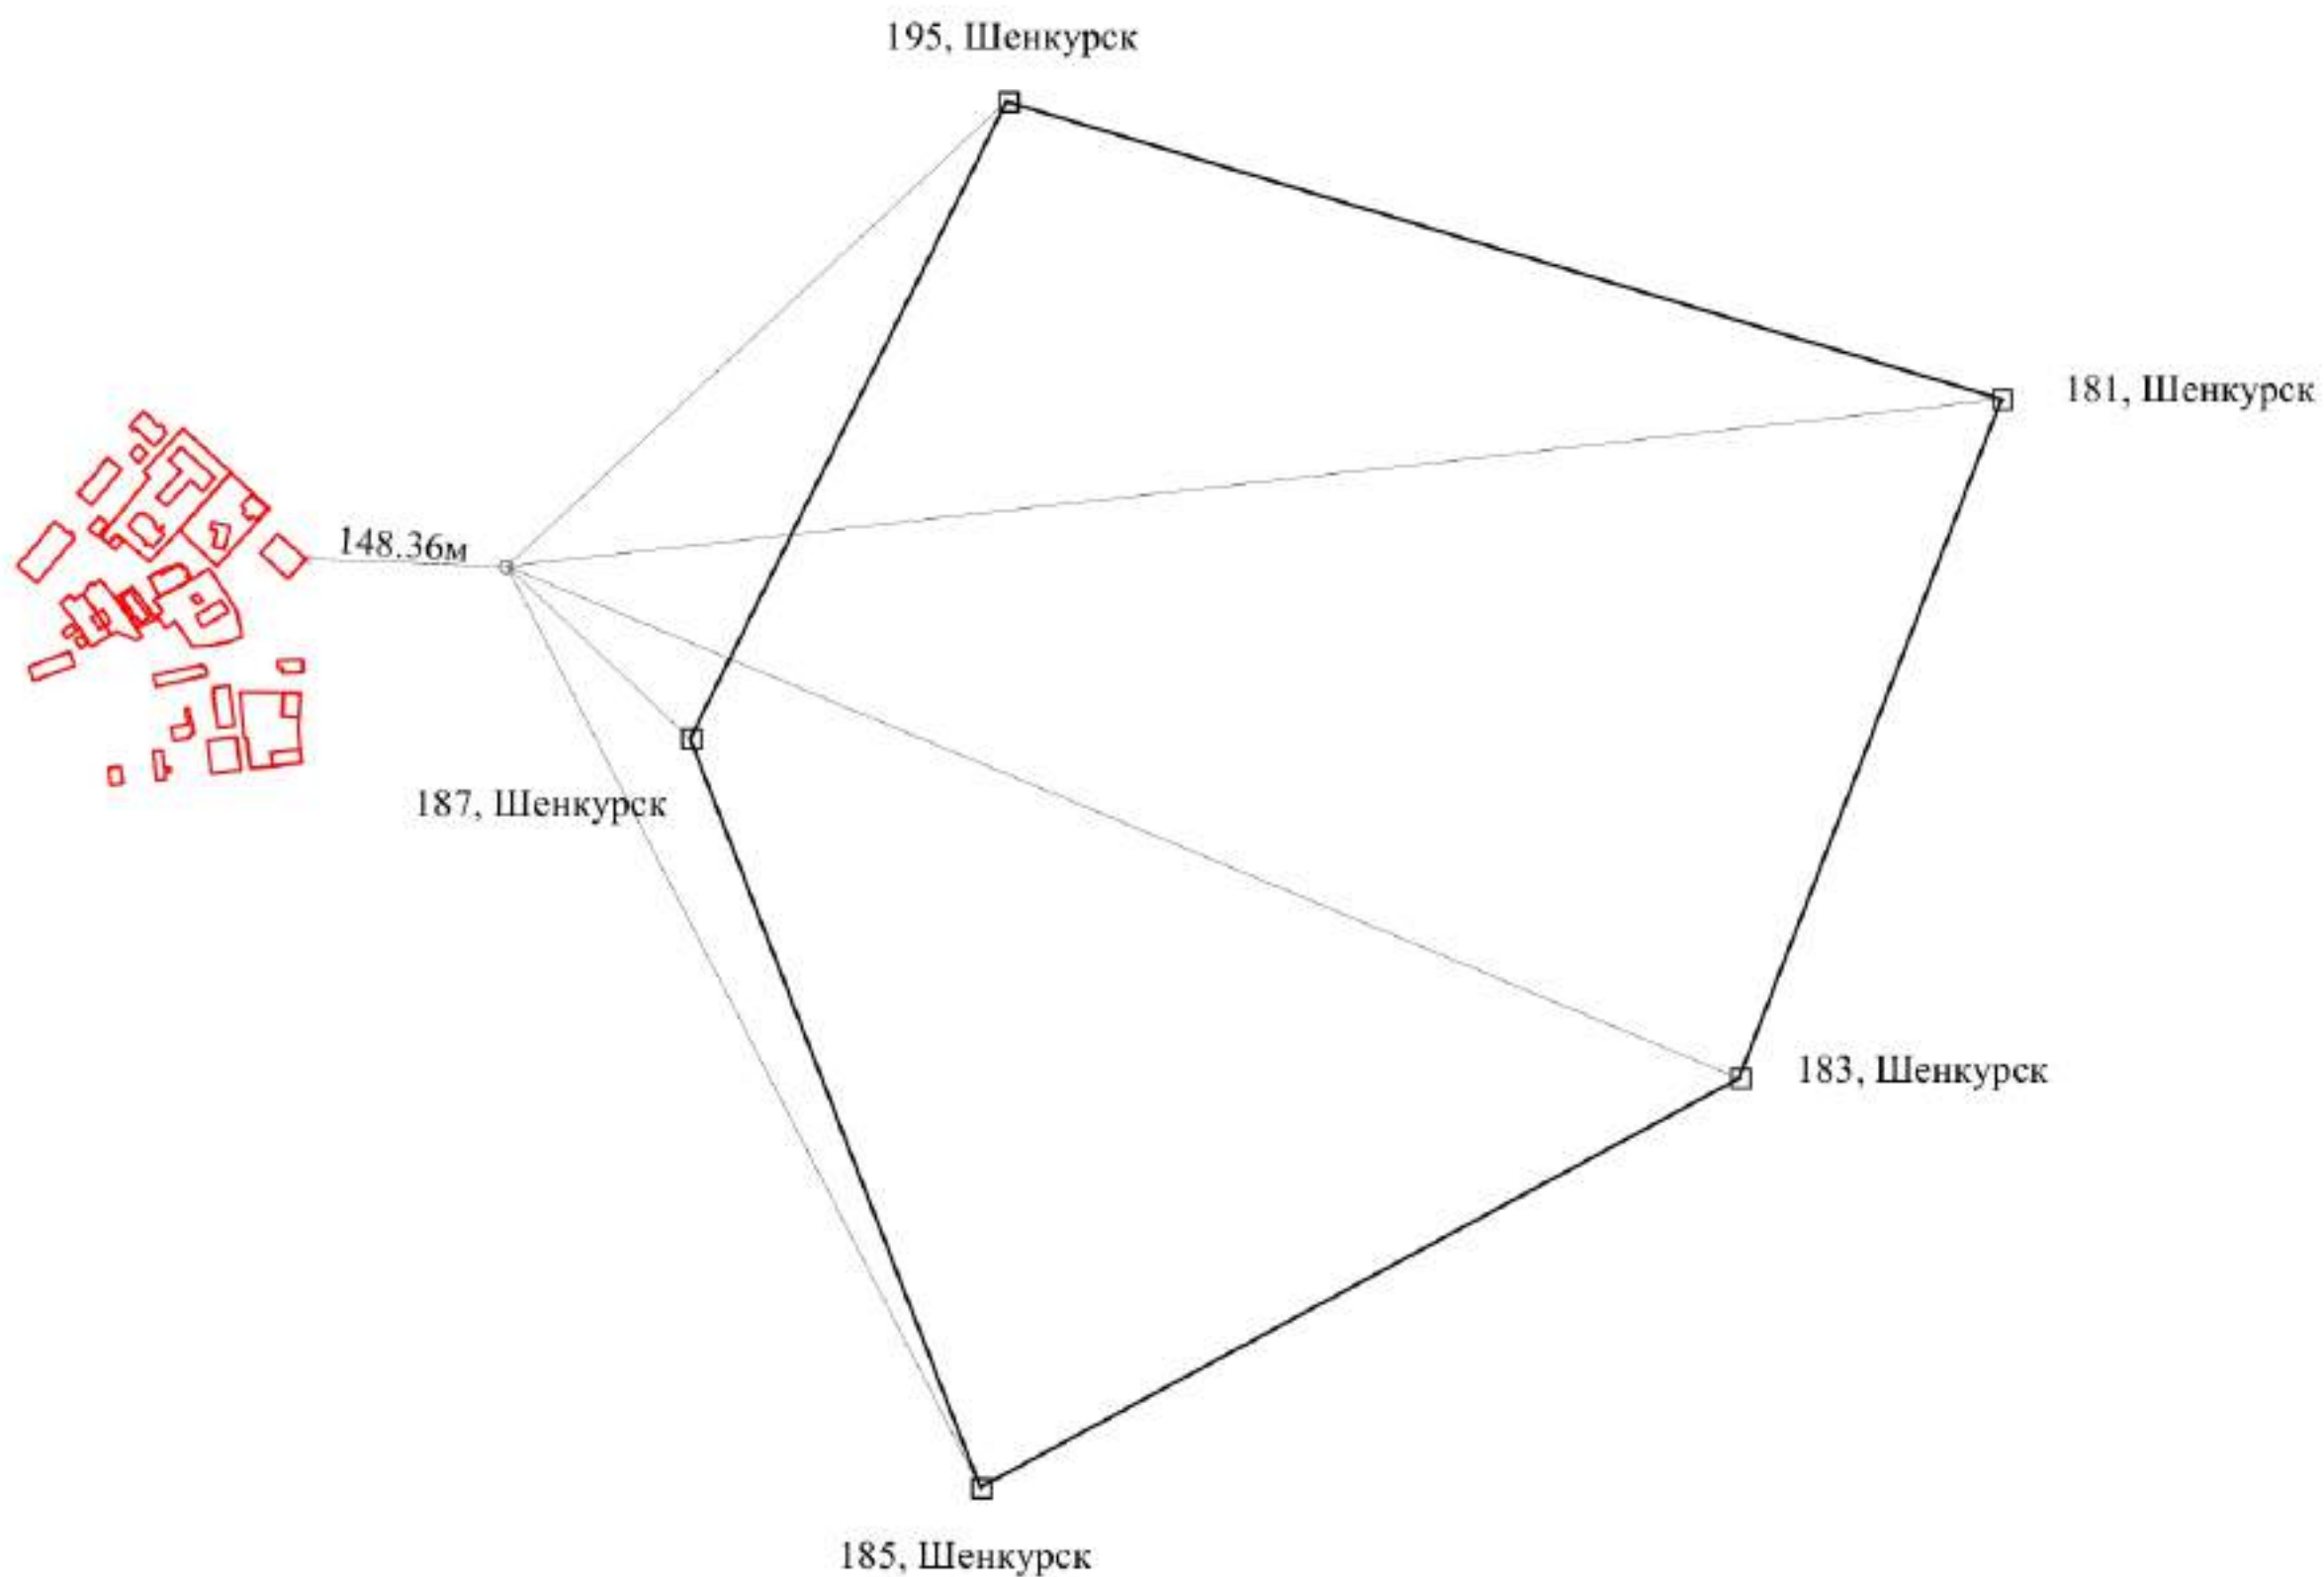 195, Шенкурск
181, Шенкурск
148.36м
187, Шенкурск
183, Шенкурск
185, Шенкурск